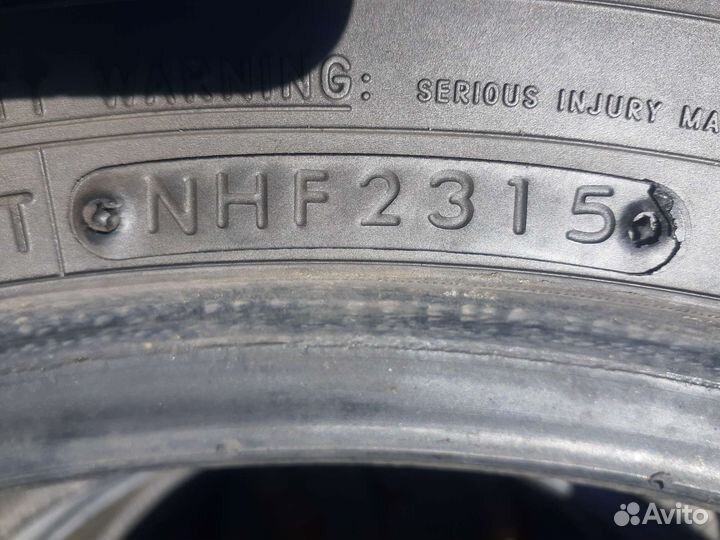 WARNING: SERIOUS INJURY MA
T NHF2315
Avito